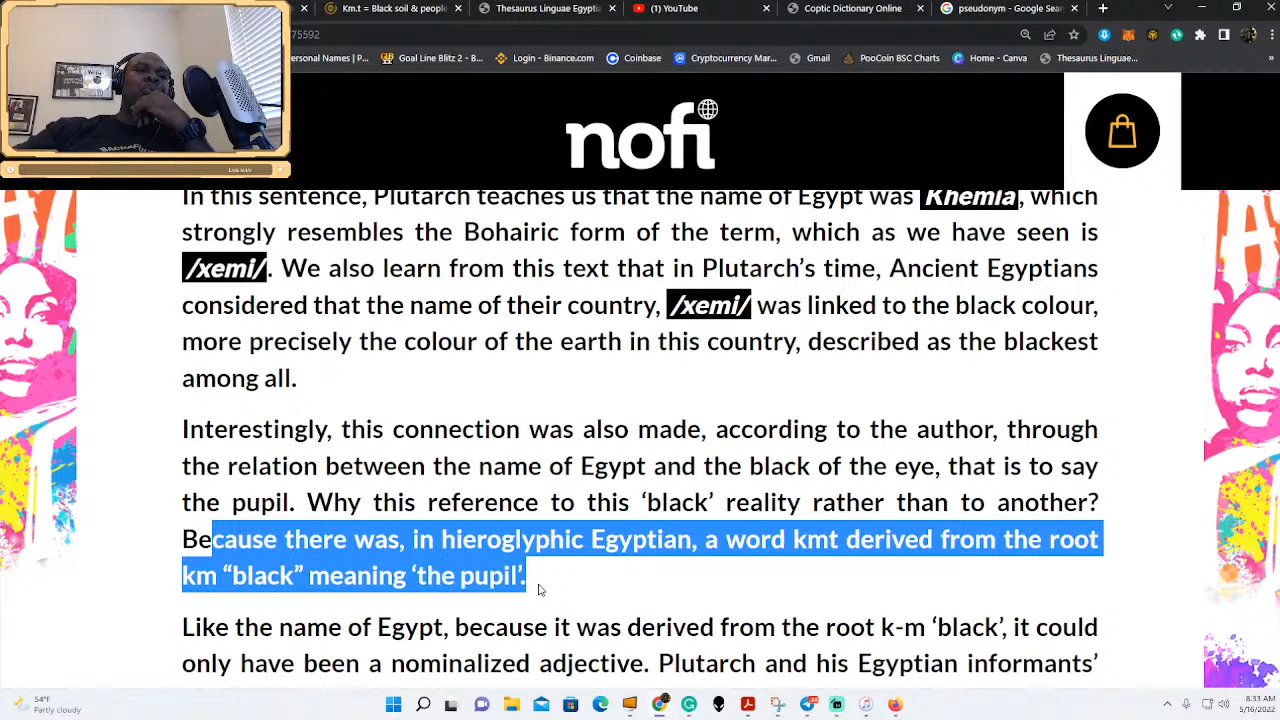 Km.t = Black soil & people
Thesaurus Linguae Egyptia
(1) YouTube
Coptic Dictionary Online
pseudonym - Google Sear
75592
ersonal Names | P...
Goal Line Blitz 2 - B...
Login - Binance.com
Coinbase
Cryptocurrency Mar...
Gmail
PooCoin BSC Charts
Home - Canva
Thesaurus Linguae...
»
nofi
In this sentence, Plutarch teaches us that the name of Egypt was Khemia, which
strongly resembles the Bohairic form of the term, which as we have seen is
/xemi/. We also learn from this text that in Plutarch's time, Ancient Egyptians
considered that the name of their country, /xemi/ was linked to the black colour,
more precisely the colour of the earth in this country, described as the blackest
among all.
Interestingly, this connection was also made, according to the author, through
the relation between the name of Egypt and the black of the eye, that is to say
the pupil. Why this reference to this ‘black’ reality rather than to another?
Because there was, in hieroglyphic Egyptian, a word kmt derived from the root
km “black” meaning ‘the pupil’.
Like the name of Egypt, because it was derived from the root k-m ‘black’, it could
only have been a nominalized adjective. Plutarch and his Egyptian informants’
54°F
Partly cloudy
8:33 AM
5/16/2022